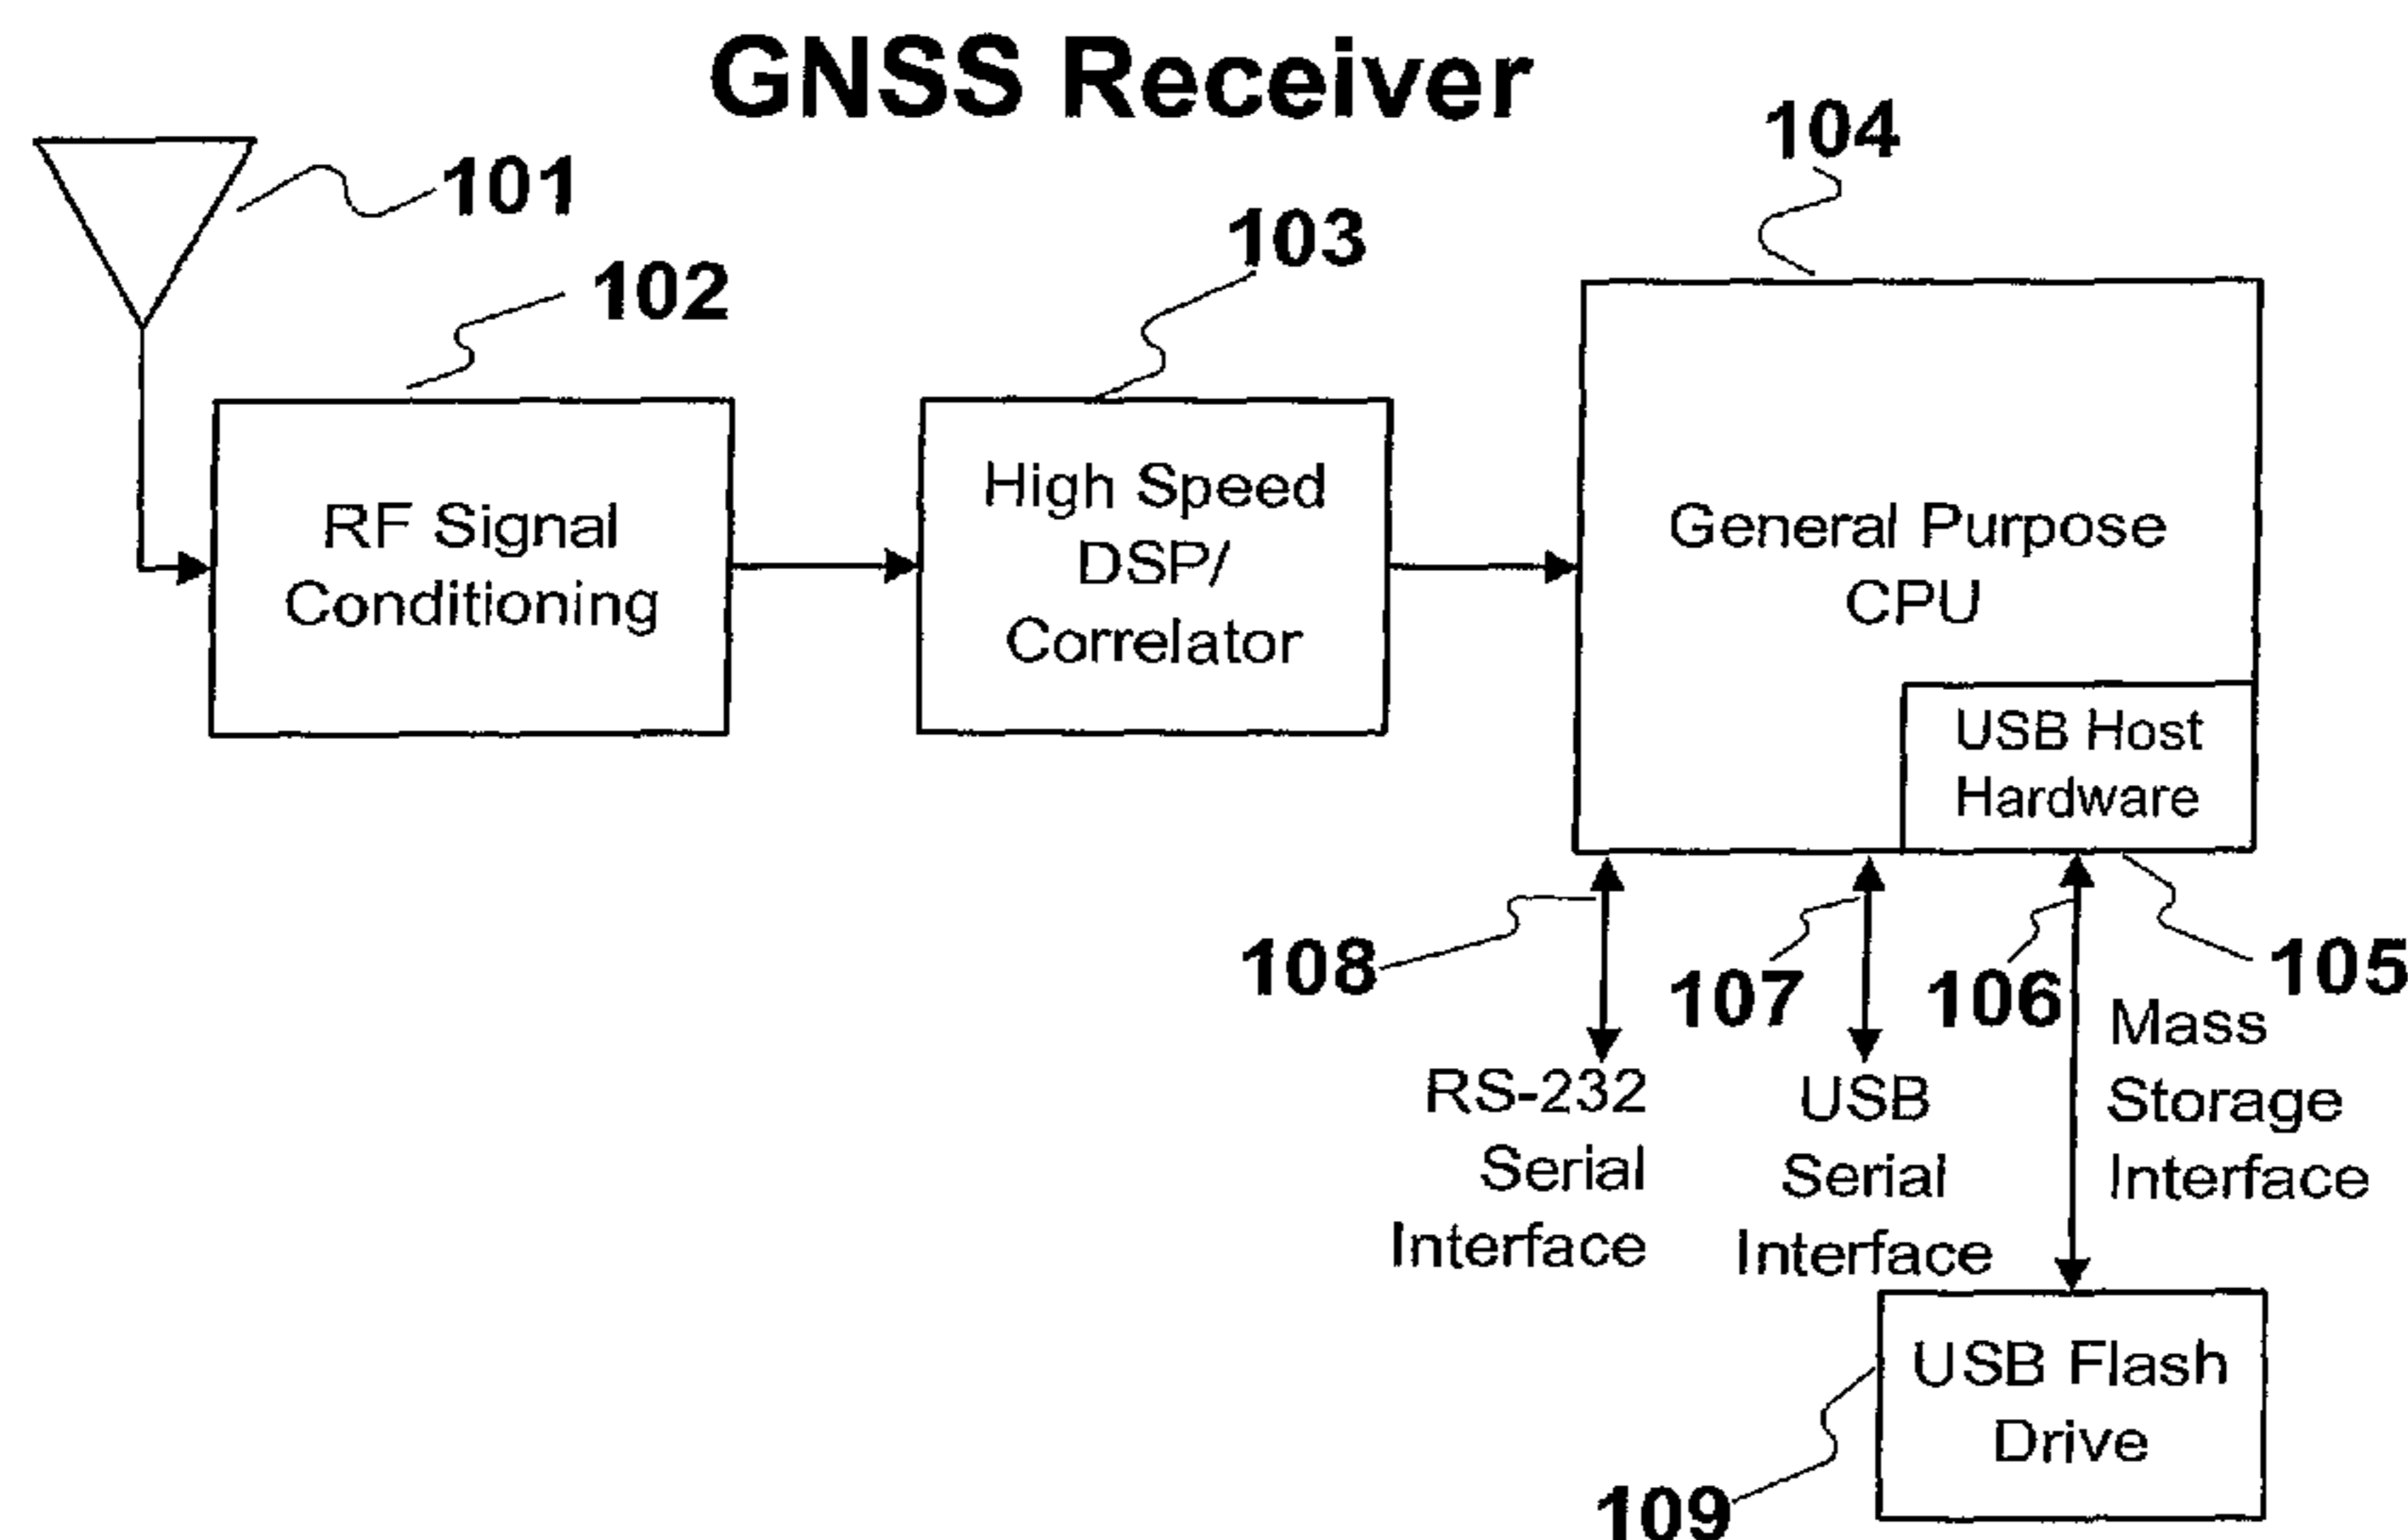 GNSS Receiver
101
102
103
104
RF Signal
Conditioning
High Speed
DSP/
Correlator
General Purpose
CPU
USB Host
Hardware
108
107
106
105
RS-232
Serial
Interface
USB
Serial
Interface
Mass
Storage
Interface
USB Flash
Drive
109